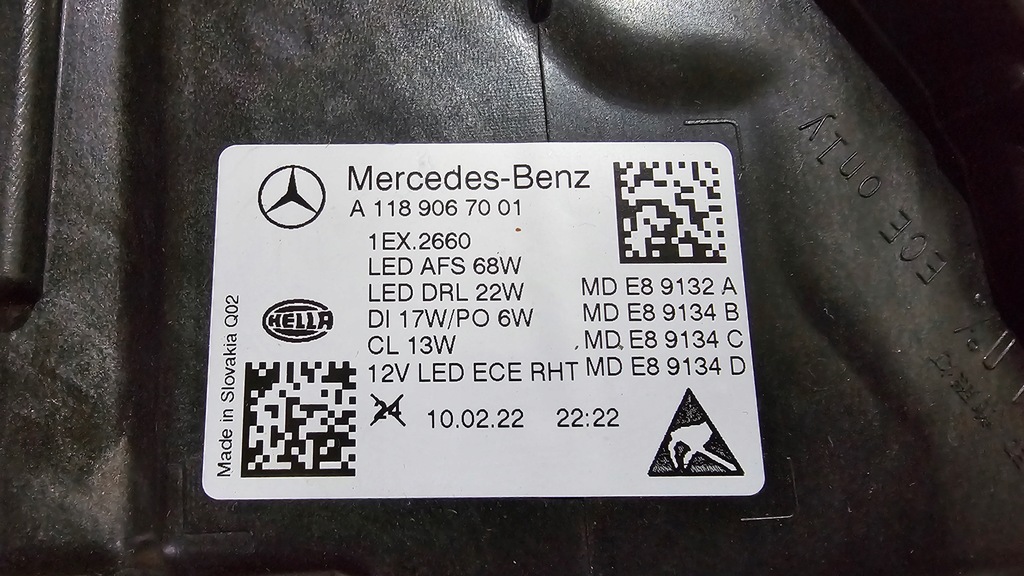 Mercedes-Benz
A 118 906 70 01
1EX.2660
LED AFS 68W
LED DRL 22W
DI 17W/PO 6W
CL 13W
12V LED ECE RHT
MD E8 9132 A
MD E8 9134 B
MD E8 9134 C
MD E8 9134 D
HELLA
Made in Slovakia Q02
24
10.02.22 22:22
ECE ONLY